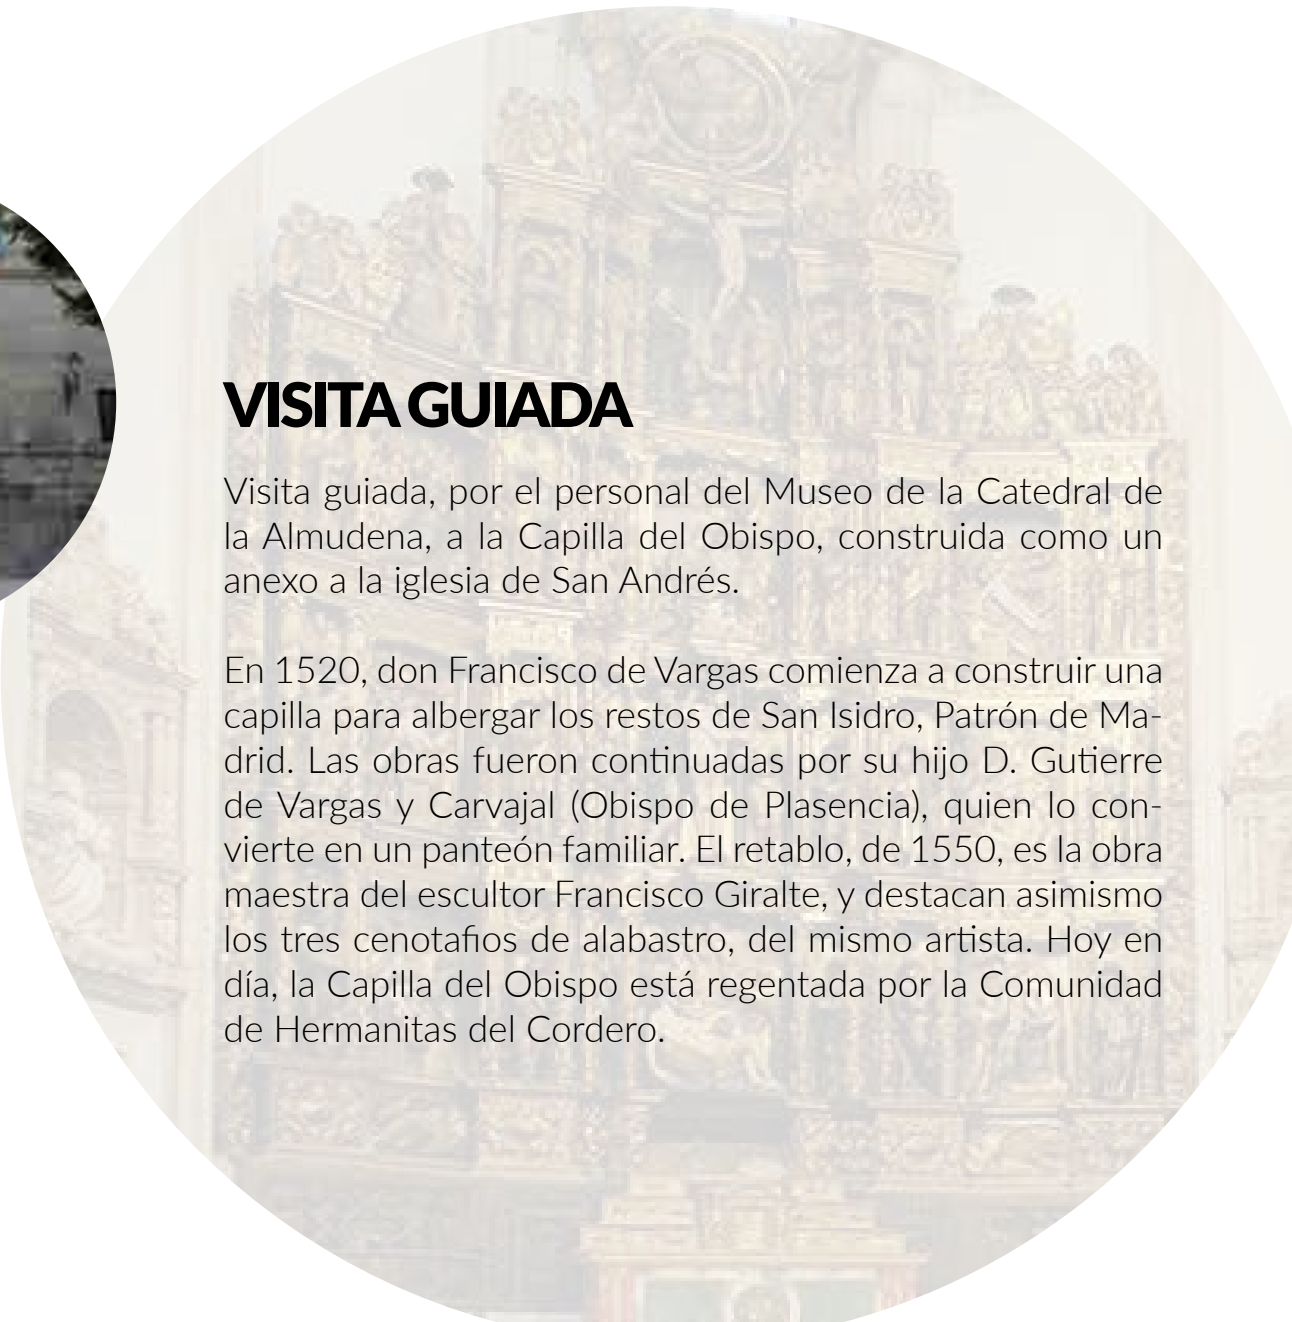 VISITA GUIADA
Visita guiada, por el personal del Museo de la Catedral de
la Almudena, a la Capilla del Obispo, construida como un
anexo a la iglesia de San Andrés.
En 1520, don Francisco de Vargas comienza a construir una
capilla para albergar los restos de San Isidro, Patrón de Ma-
drid. Las obras fueron continuadas por su hijo D. Gutierre
de Vargas y Carvajal (Obispo de Plasencia), quien lo con-
vierte en un panteón familiar. El retablo, de 1550, es la obra
maestra del escultor Francisco Giralte, y destacan asimismo
los tres cenotafios de alabastro, del mismo artista. Hoy en
día, la Capilla del Obispo está regentada por la Comunidad
de Hermanitas del Cordero.